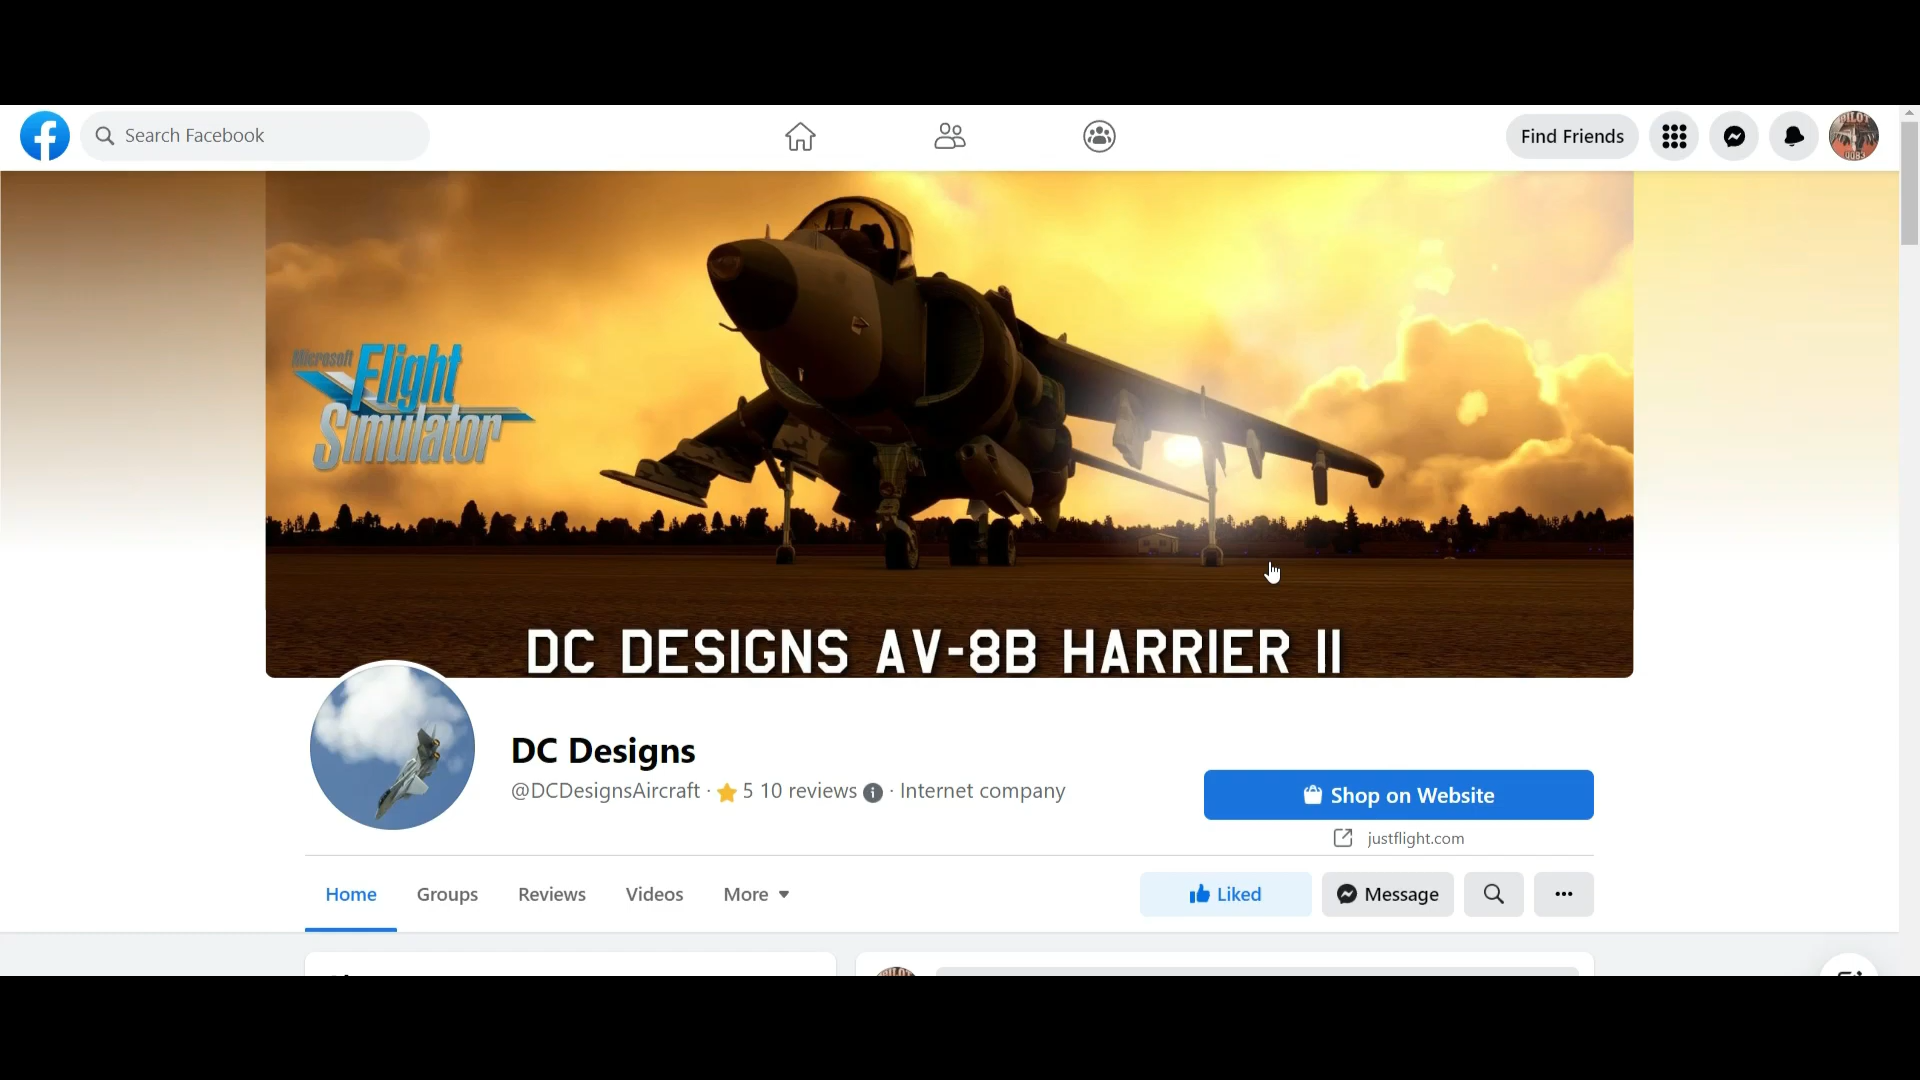 Search Facebook
Find Friends
PILOT
Microsoft
Flight
Simulator
DC DESIGNS AV-8B HARRIER II
DC Designs
@DCDesignsAircraft · 5 10 reviews · Internet company
Shop on Website
justflight.com
Home Groups Reviews Videos More
Liked Message